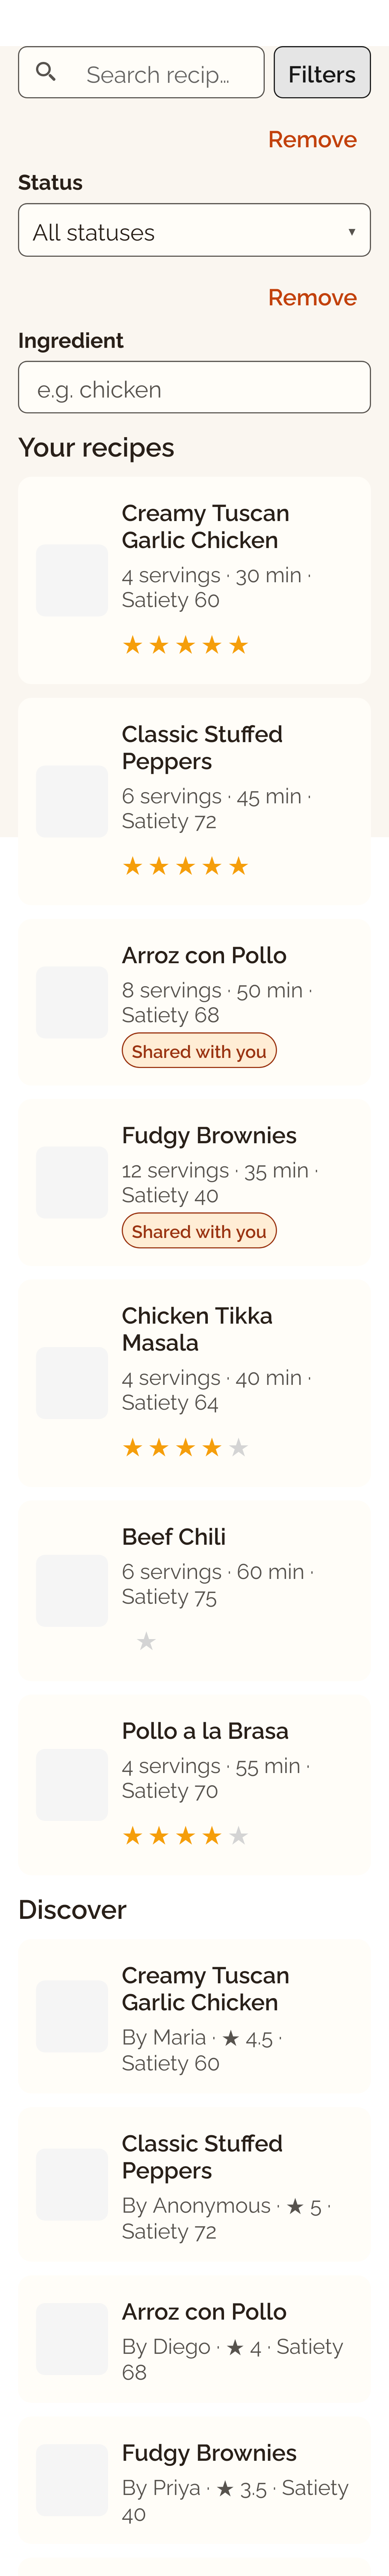 Search recip…
Filters
Remove
Status
All statuses
Remove
Ingredient
e.g. chicken
Your recipes
Creamy Tuscan
Garlic Chicken
4 servings · 30 min ·
Satiety 60
★ ★ ★ ★ ★
Classic Stuffed
Peppers
6 servings · 45 min ·
Satiety 72
★ ★ ★ ★ ★
Arroz con Pollo
8 servings · 50 min ·
Satiety 68
Shared with you
Fudgy Brownies
12 servings · 35 min ·
Satiety 40
Shared with you
Chicken Tikka
Masala
4 servings · 40 min ·
Satiety 64
★ ★ ★ ★ ★
Beef Chili
6 servings · 60 min ·
Satiety 75
★
Pollo a la Brasa
4 servings · 55 min ·
Satiety 70
★ ★ ★ ★ ★
Discover
Creamy Tuscan
Garlic Chicken
By Maria · ★ 4.5 ·
Satiety 60
Classic Stuffed
Peppers
By Anonymous · ★ 5 ·
Satiety 72
Arroz con Pollo
By Diego · ★ 4 · Satiety
68
Fudgy Brownies
By Priya · ★ 3.5 · Satiety
40